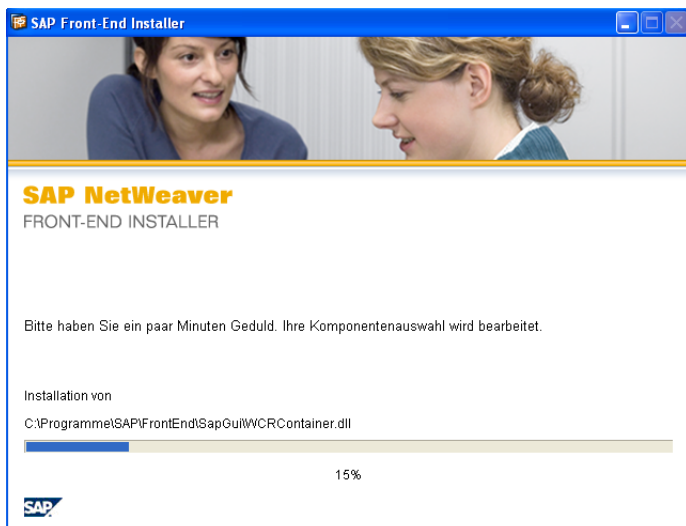 SAP Front-End Installer
SAP NetWeaver
FRONT-END INSTALLER
Bitte haben Sie ein paar Minuten Geduld. Ihre Komponentenauswahl wird bearbeitet.
Installation von
C:\Programme\SAP\FrontEnd\SapGui\WCRContainer.dll
15%
SAP